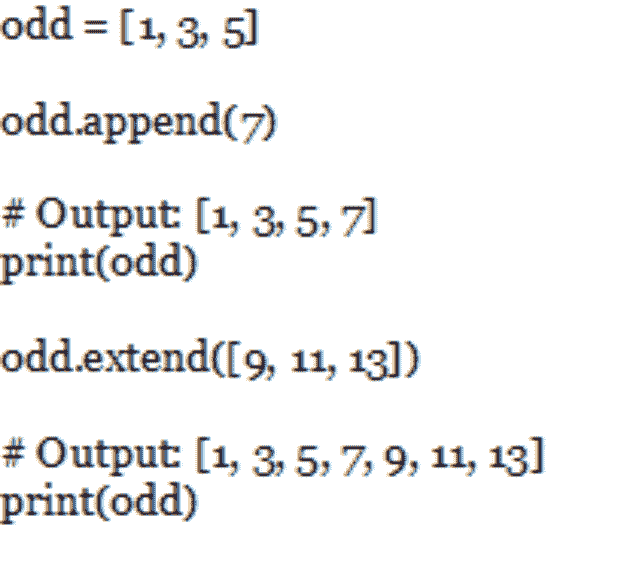 odd = [1, 3, 5]
odd.append(7)
# Output: [1, 3, 5, 7]
print(odd)
odd.extend([9, 11, 13])
# Output: [1, 3, 5, 7, 9, 11, 13]
print(odd)